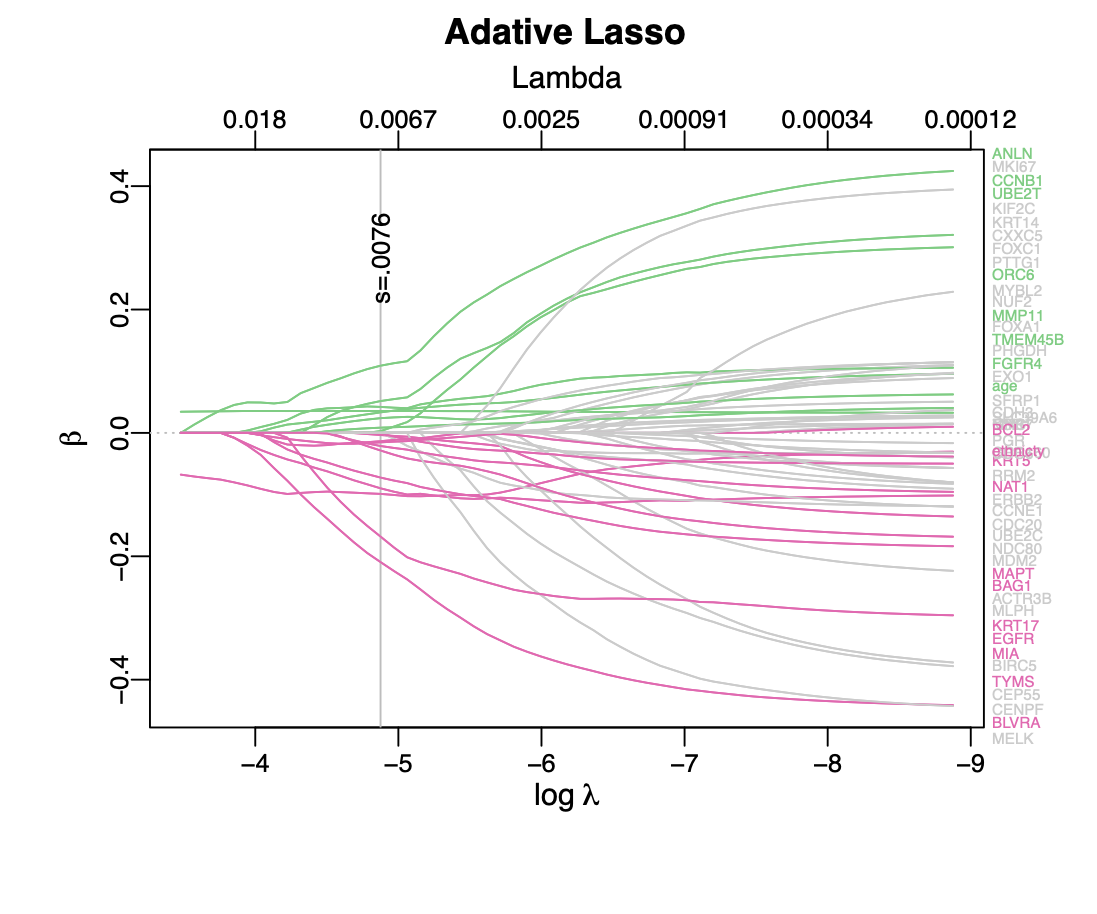 Adative Lasso
Lambda
0.018 0.0067 0.0025 0.00091 0.00034 0.00012
0.4
0.2
0.0
−0.2
−0.4
β
s=.0076
ANLN
MKI67
CCNB1
UBE2T
KIF2C
KRT14
CXXC5
FOXC1
PTTG1
ORC6
MYBL2
NUF2
MMP11
FOXA1
TMEM45B
PHGDH
FGFR4
EXO1
age
SFRP1
BCL2
PGR
ethnicty
KRT5
RRM2
NAT1
ERBB2
CCNE1
CDC20
UBE2C
NDC80
MDM2
MAPT
BAG1
ACTR3B
MLPH
KRT17
EGFR
MIA
BIRC5
TYMS
CEP55
CENPF
BLVRA
MELK
−4 −5 −6 −7 −8 −9
log λ